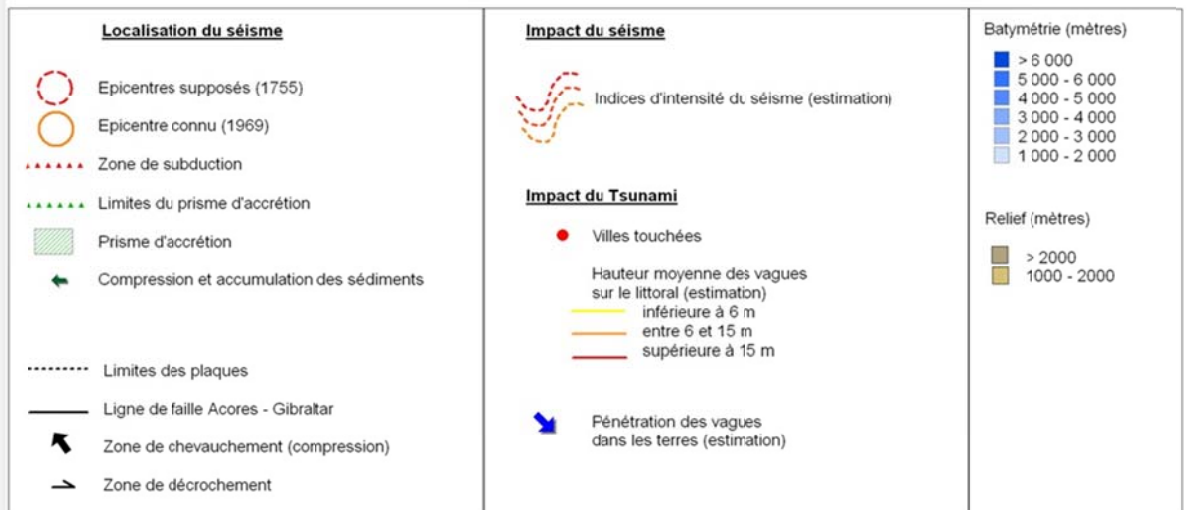 Localisation du séisme
Epicentres supposés (1755)
Epicentre connu (1969)
Zone de subduction
Limites du prisme d'accrétion
Prisme d'accrétion
Compression et accumulation des sédiments
Limites des plaques
Ligne de faille Acores - Gibraltar
Zone de chevauchement (compression)
Zone de décrochement
Impact du séisme
Indices d'intensité du séisme (estimation)
Impact du Tsunami
Villes touchées
Hauteur moyenne des vagues
sur le littoral (estimation)
inférieure à 6 m
entre 6 et 15 m
supérieure à 15 m
Pénétration des vagues
dans les terres (estimation)
Batymétrie (mètres)
> 6 000
5 000 - 6 000
4 000 - 5 000
3 000 - 4 000
2 000 - 3 000
1 000 - 2 000
Relief (mètres)
> 2000
1000 - 2000